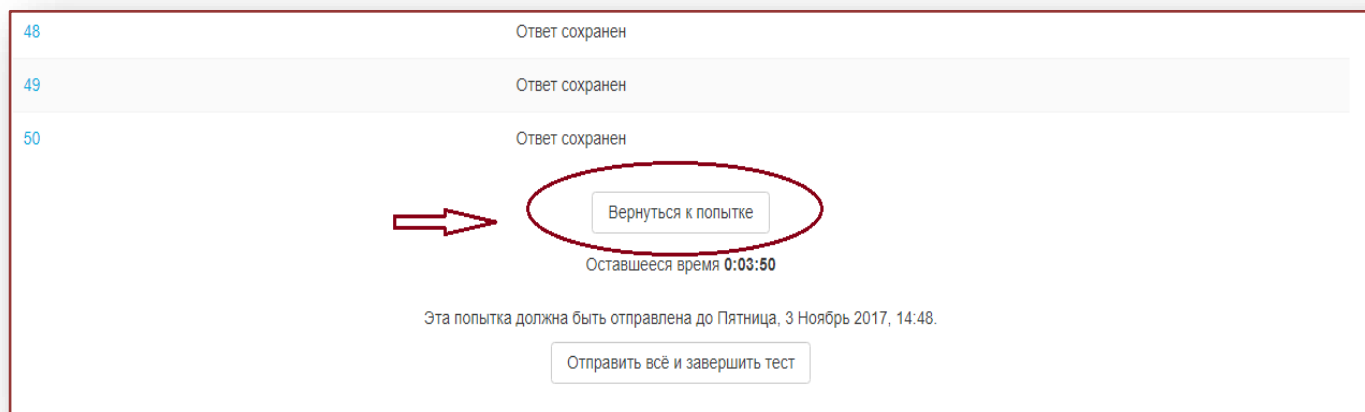 48 Ответ сохранен
49 Ответ сохранен
50 Ответ сохранен
Вернуться к попытке
Оставшееся время 0:03:50
Эта попытка должна быть отправлена до Пятница, 3 Ноябрь 2017, 14:48.
Отправить всё и завершить тест